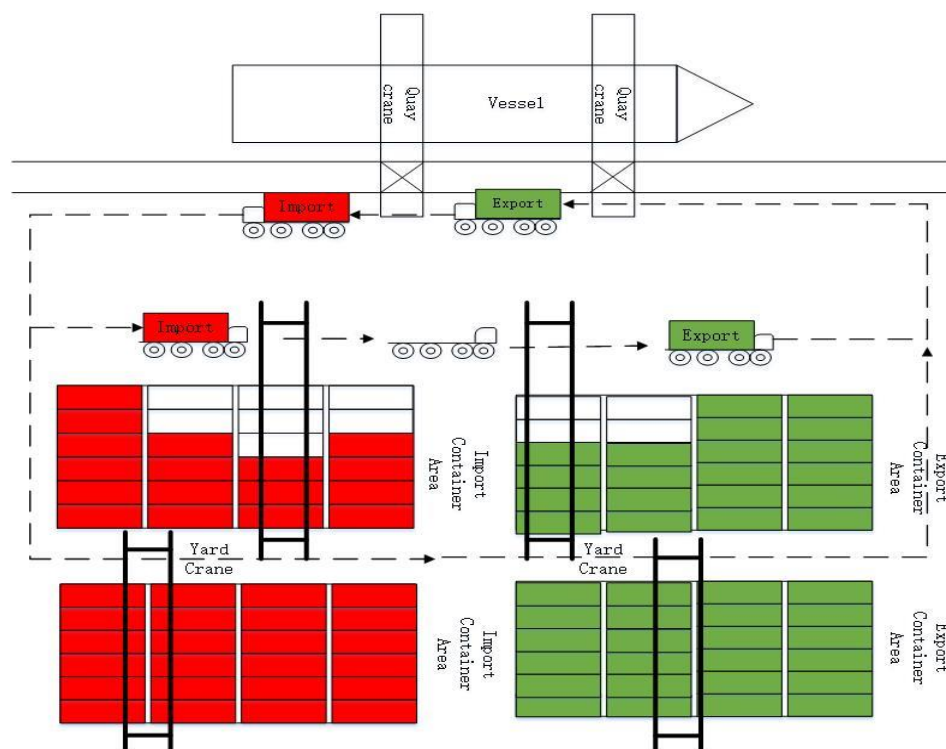 Quay
crane
Vessel
Quay
crane
Import
Export
Import
Export
Import
Container
Area
Export
Container
Area
Yard
Crane
Yard
Crane
Import
Container
Area
Export
Container
Area